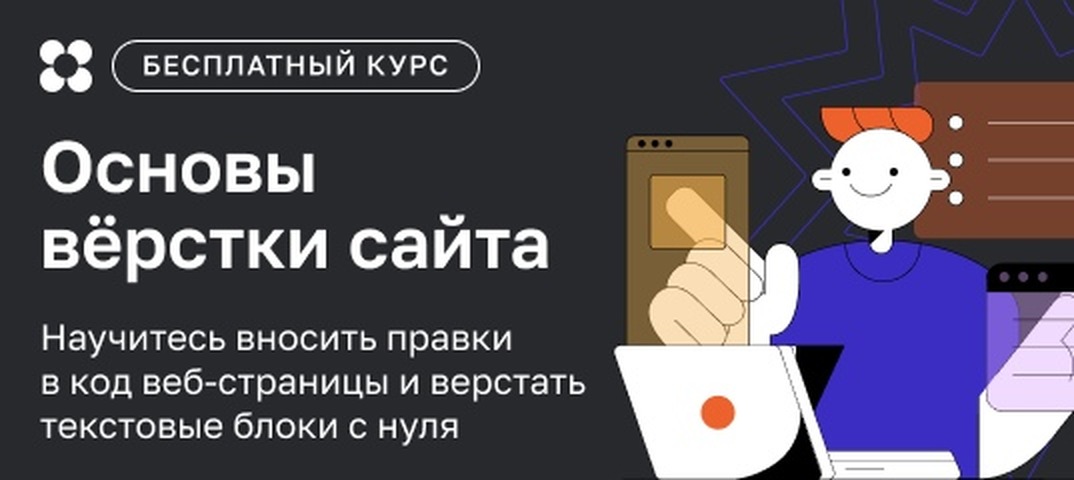 БЕСПЛАТНЫЙ КУРС
Основы
вёрстки сайта
Научитесь вносить правки
в код веб-страницы и верстать
текстовые блоки с нуля